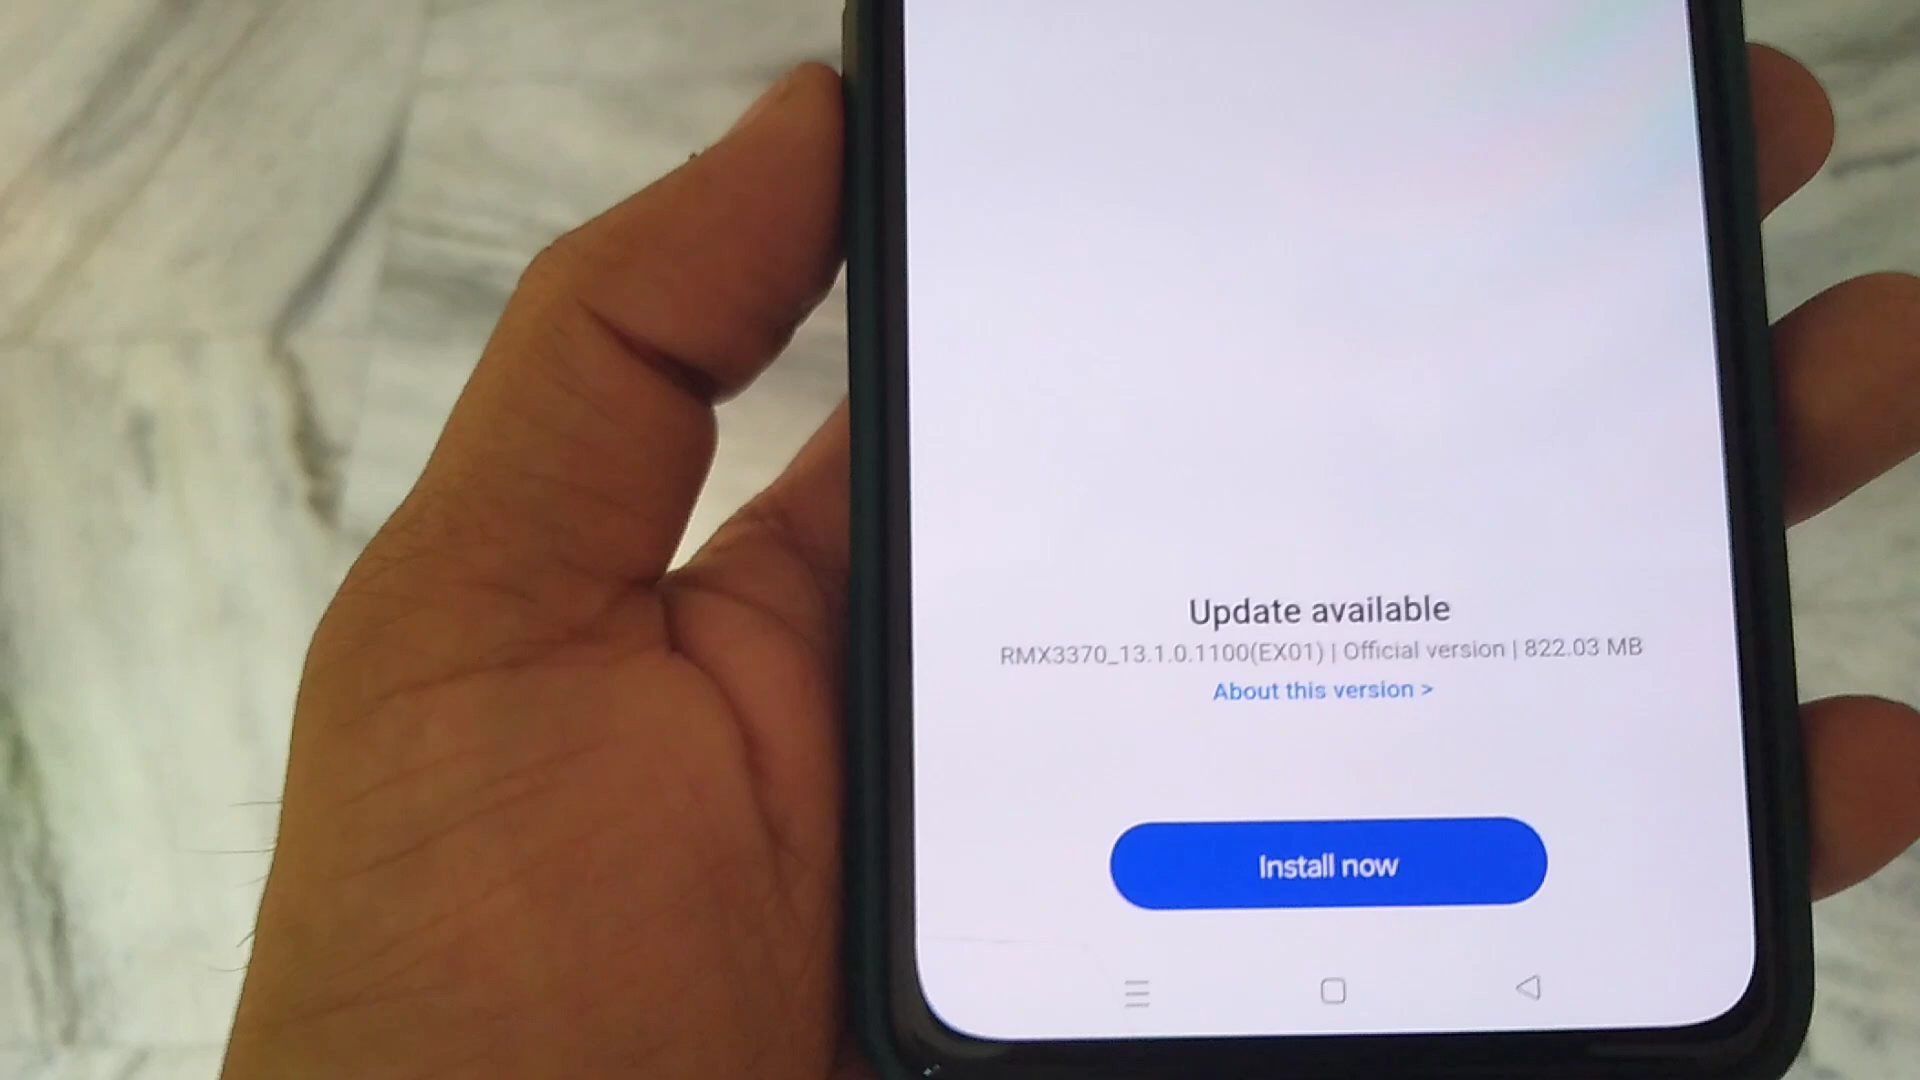 Update available
RMX3370_13.1.0.1100(EX01) | Official version | 822.03 MB
About this version >
Install now